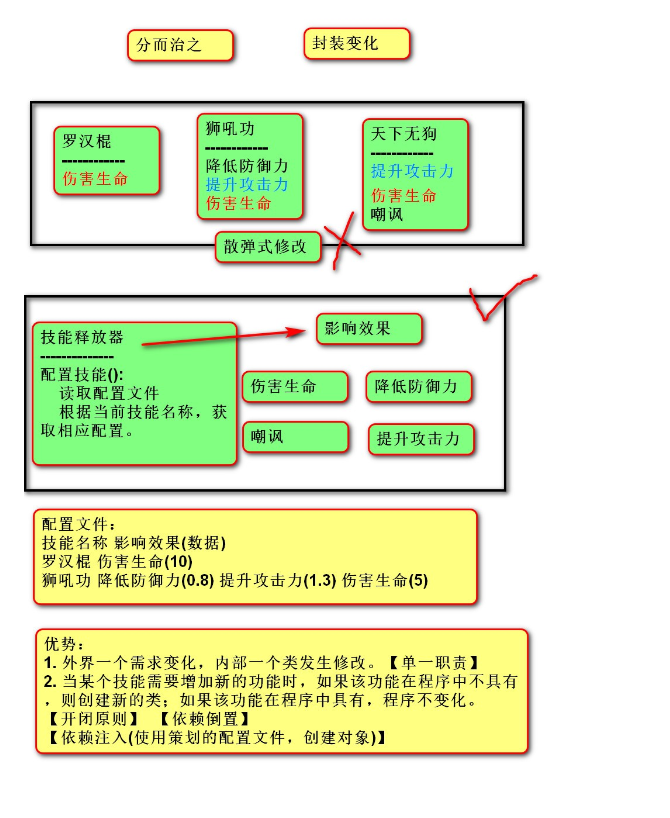 分而治之
封装变化
罗汉棍
------------
伤害生命
狮吼功
------------
降低防御力
提升攻击力
伤害生命
天下无狗
------------
提升攻击力
伤害生命
嘲讽
散弹式修改
技能释放器
--------------
配置技能():
读取配置文件
根据当前技能名称，获
取相应配置。
影响效果
伤害生命
降低防御力
嘲讽
提升攻击力
配置文件：
技能名称 影响效果(数据)
罗汉棍 伤害生命(10)
狮吼功 降低防御力(0.8) 提升攻击力(1.3) 伤害生命(5)
优势：
1. 外界一个需求变化，内部一个类发生修改。【单一职责】
2. 当某个技能需要增加新的功能时，如果该功能在程序中不具有
，则创建新的类；如果该功能在程序中具有，程序不变化。
【开闭原则】 【依赖倒置】
【依赖注入(使用策划的配置文件，创建对象)】